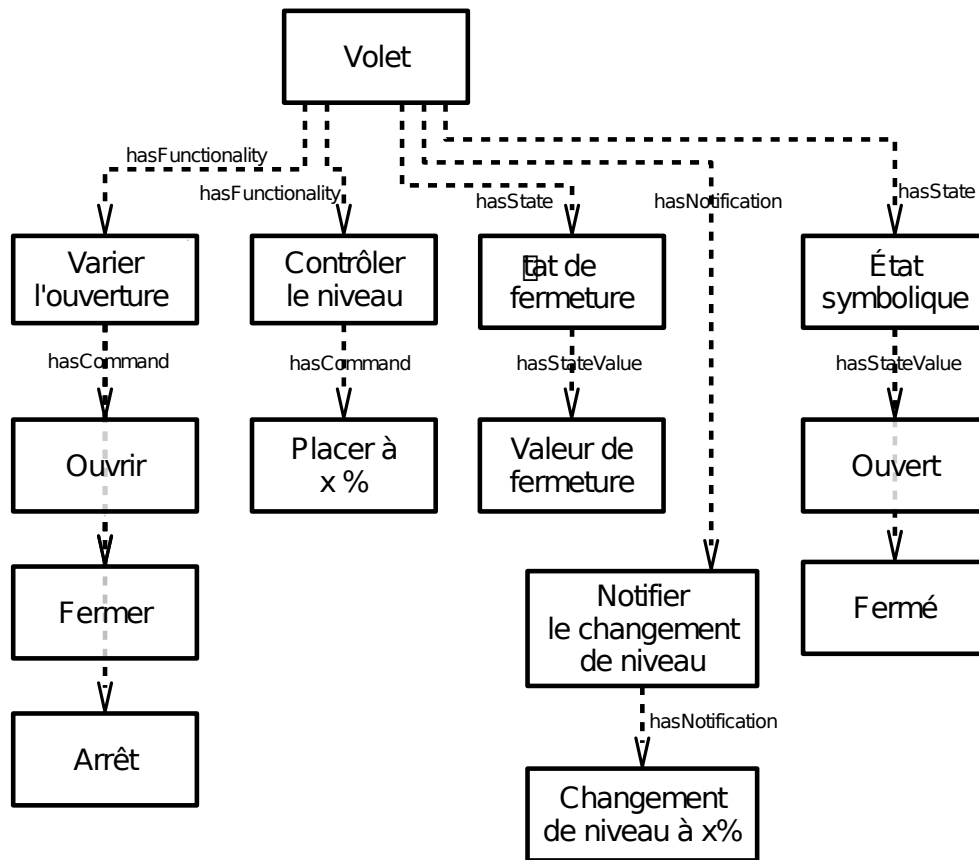 Volet
hasFunctionality
hasFunctionality
hasState
hasNotification
hasState
Varier
l'ouverture
Contrôler
le niveau
tat de
fermeture
État
symbolique
hasCommand
hasCommand
hasStateValue
hasStateValue
Ouvrir
Placer à
x %
Valeur de
fermeture
Ouvert
Fermer
Notifier
le changement
de niveau
Fermé
hasNotification
Arrêt
Changement
de niveau à x%